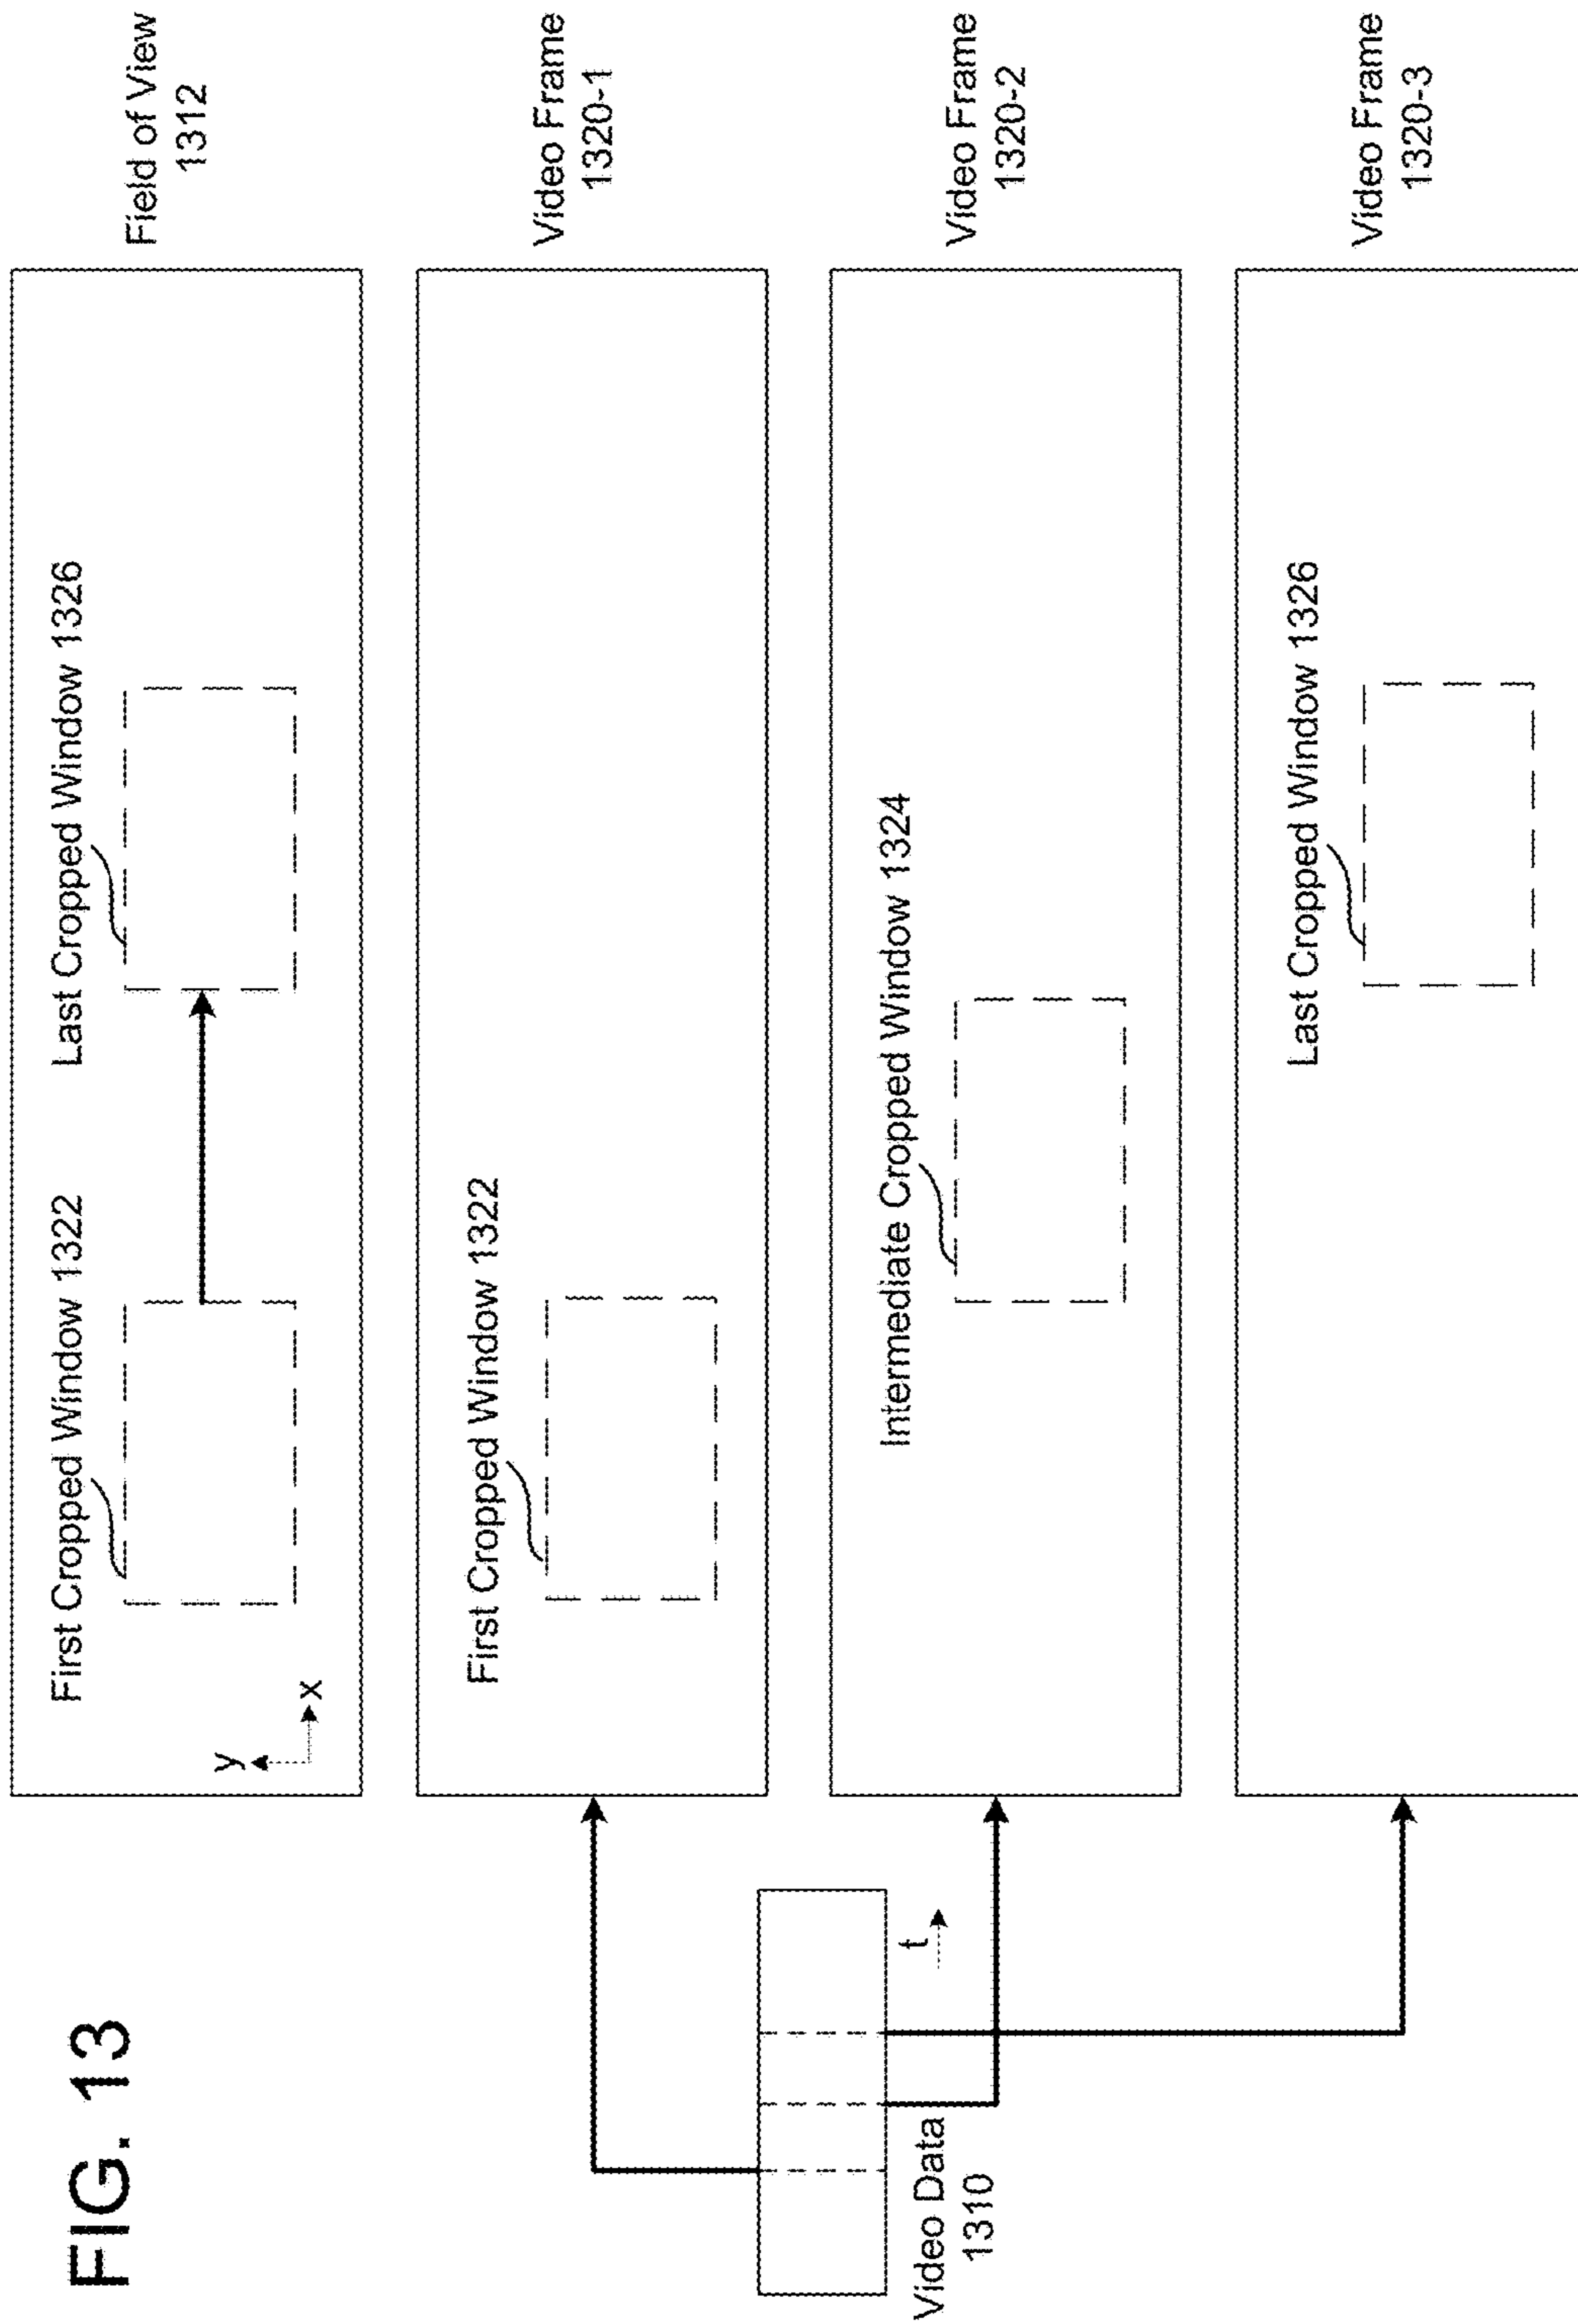 FIG. 13
First Cropped Window 1322
Last Cropped Window 1326
y
x
Field of View
1312
First Cropped Window 1322
Video Frame
1320-1
Video Data
1310
t
Intermediate Cropped Window 1324
Video Frame
1320-2
Last Cropped Window 1326
Video Frame
1320-3